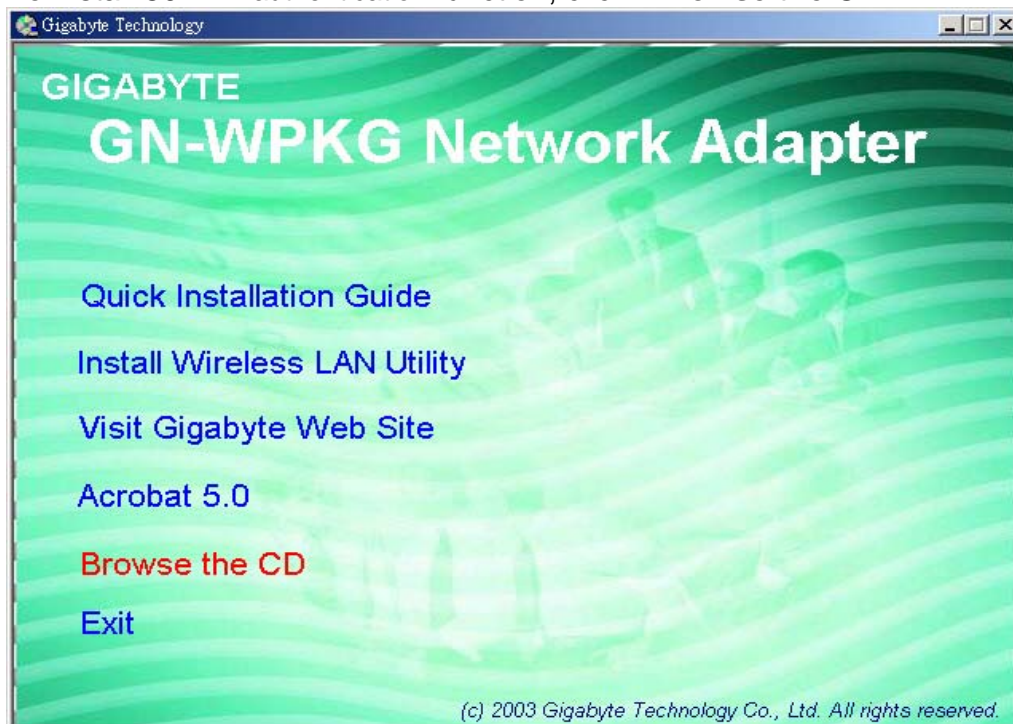 Gigabyte Technology
GIGABYTE
GN-WPKG Network Adapter
Quick Installation Guide
Install Wireless LAN Utility
Visit Gigabyte Web Site
Acrobat 5.0
Browse the CD
Exit
(c) 2003 Gigabyte Technology Co., Ltd. All rights reserved.